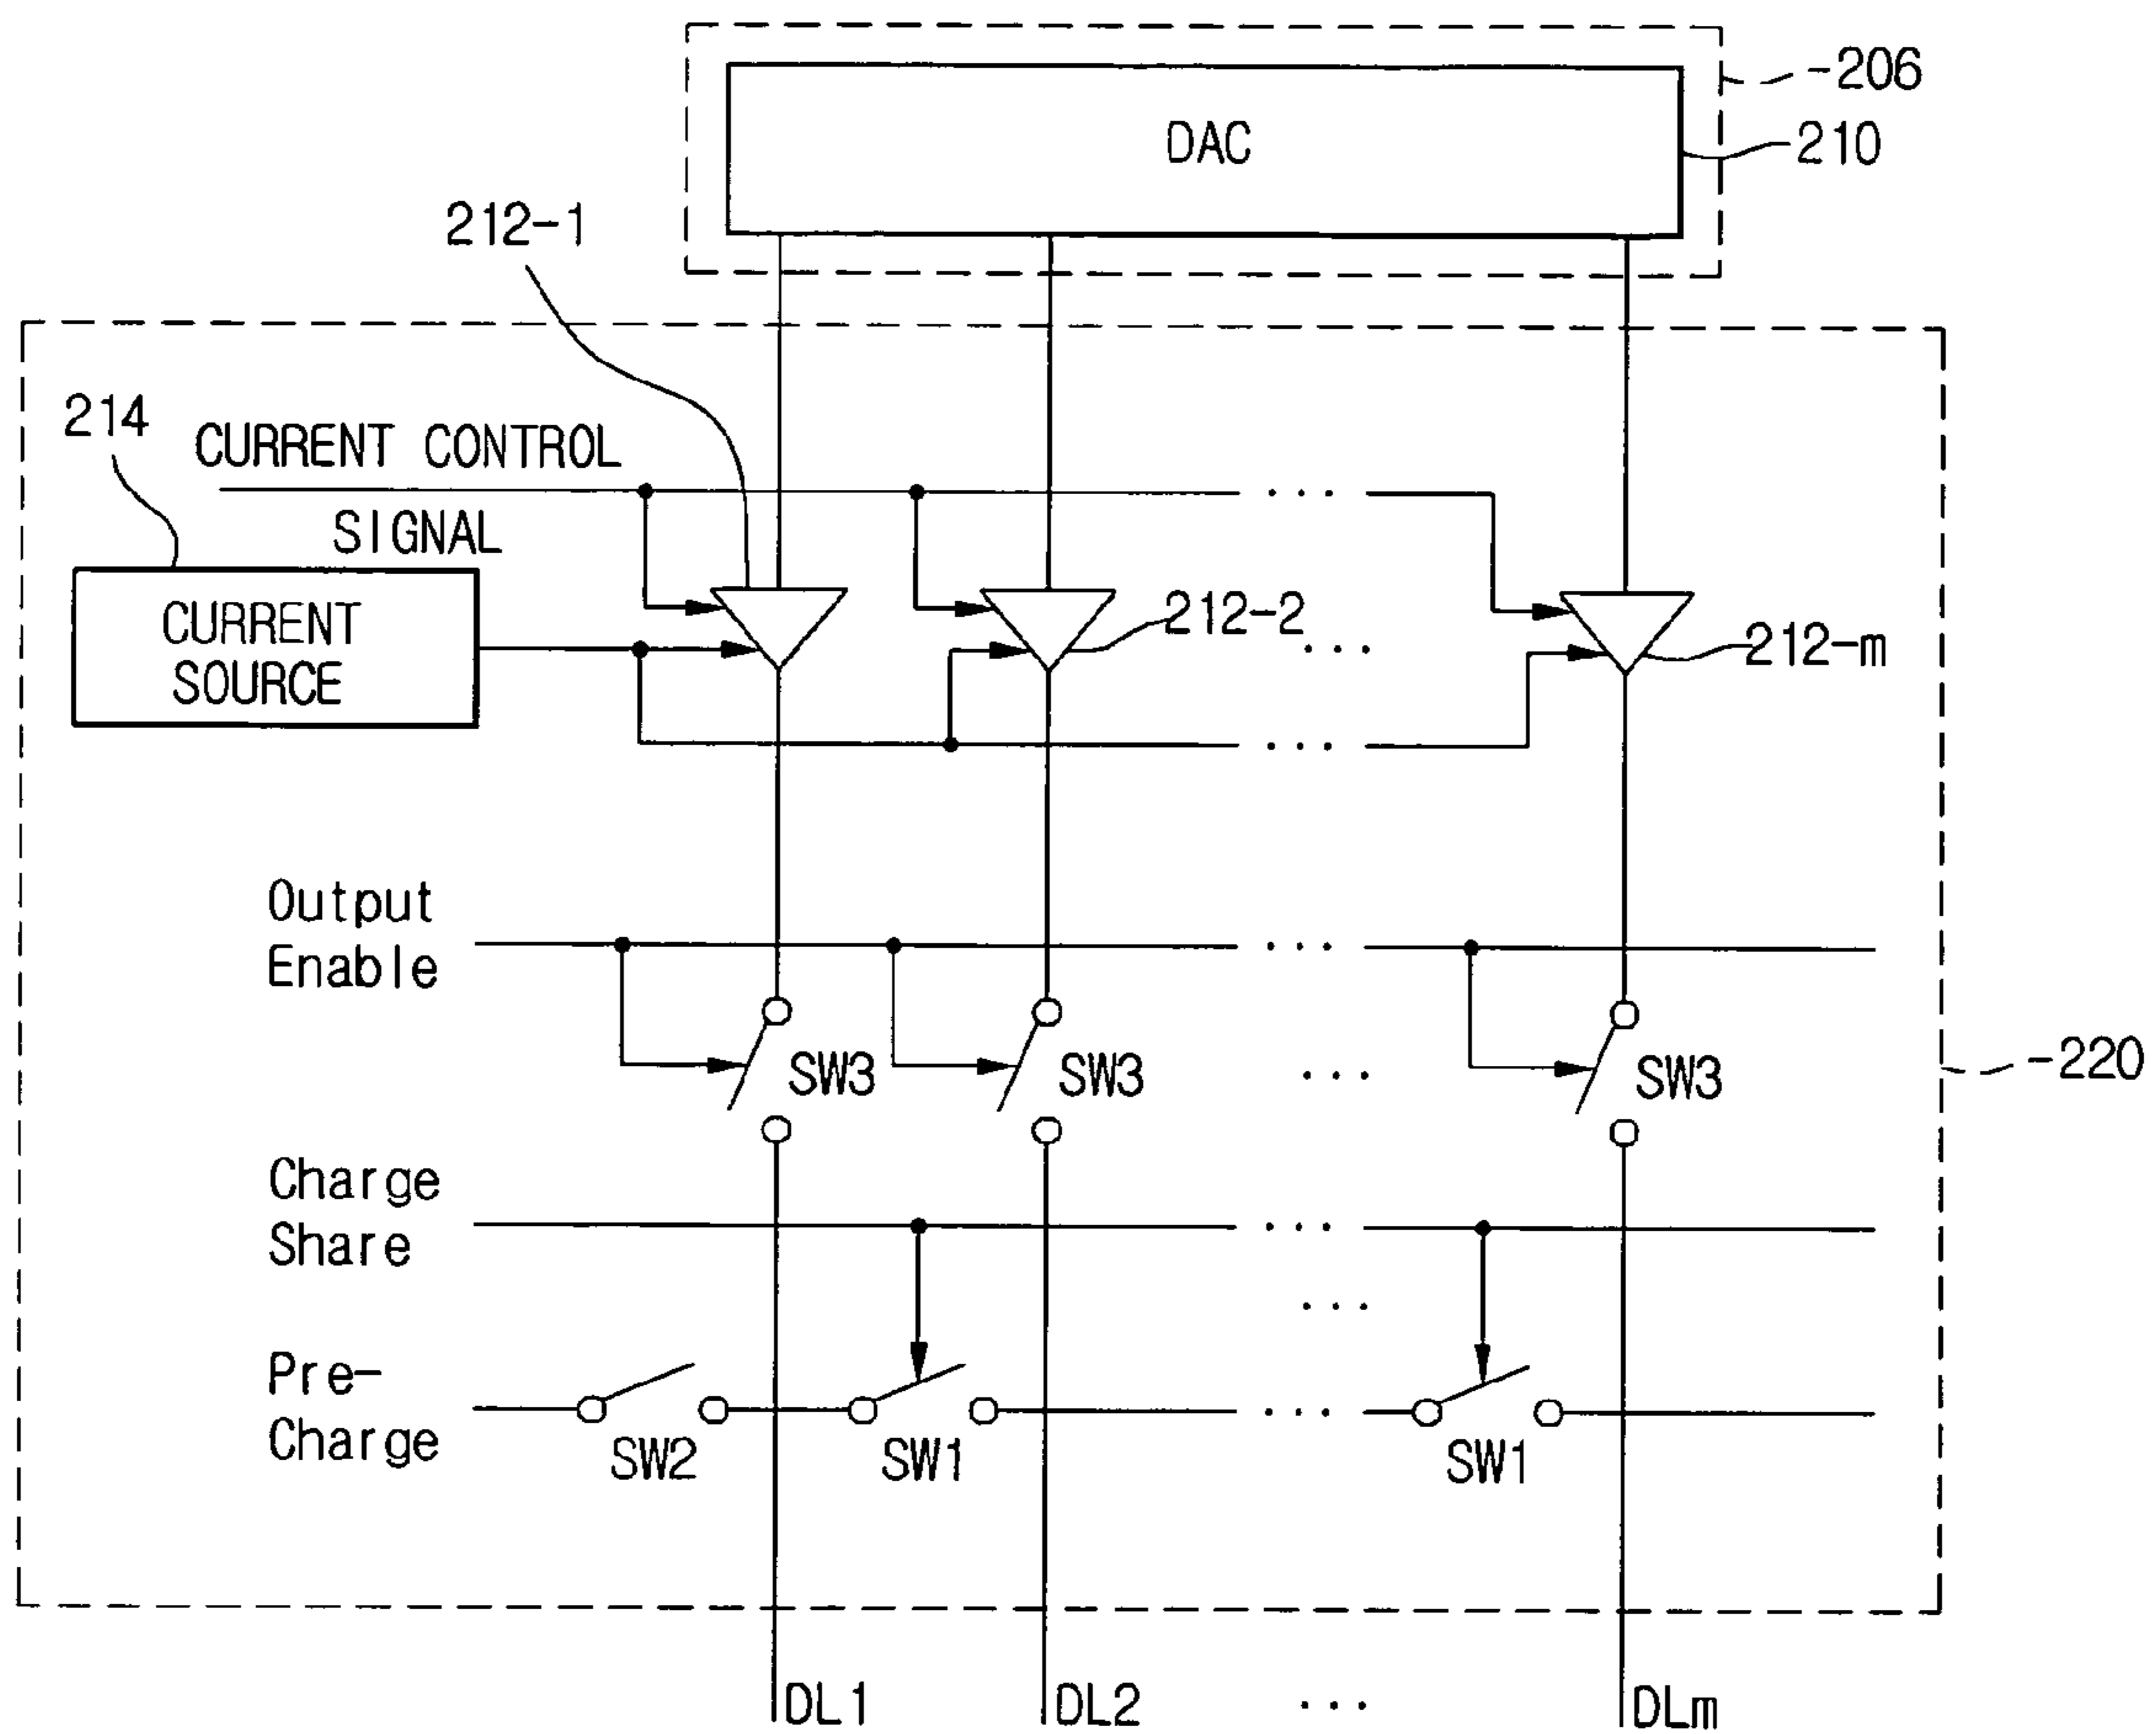 206
DAC
210
212-1
214
CURRENT CONTROL
SIGNAL
CURRENT
SOURCE
212-2
...
212-m
...
...
Output
Enable
...
SW3
SW3
...
SW3
220
Charge
Share
...
...
Pre-
Charge
...
SW2
SW1
SW1
DL1
DL2
...
DLm